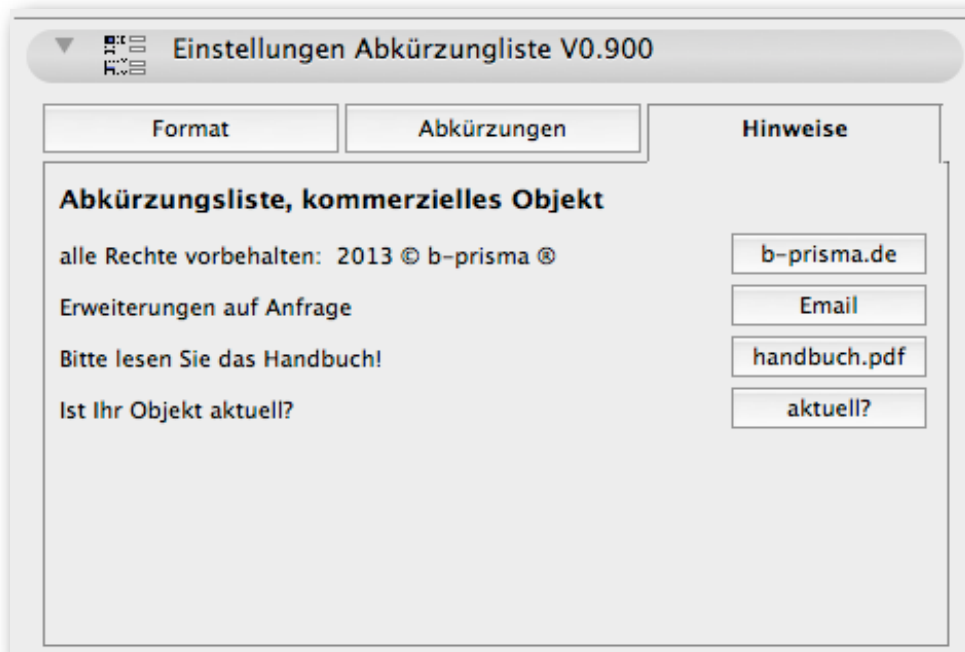 Einstellungen Abkürzungliste V0.900
Format Abkürzungen Hinweise
Abkürzungsliste, kommerzielles Objekt
alle Rechte vorbehalten: 2013 © b-prisma ® b-prisma.de
Erweiterungen auf Anfrage Email
Bitte lesen Sie das Handbuch! handbuch.pdf
Ist Ihr Objekt aktuell? aktuell?